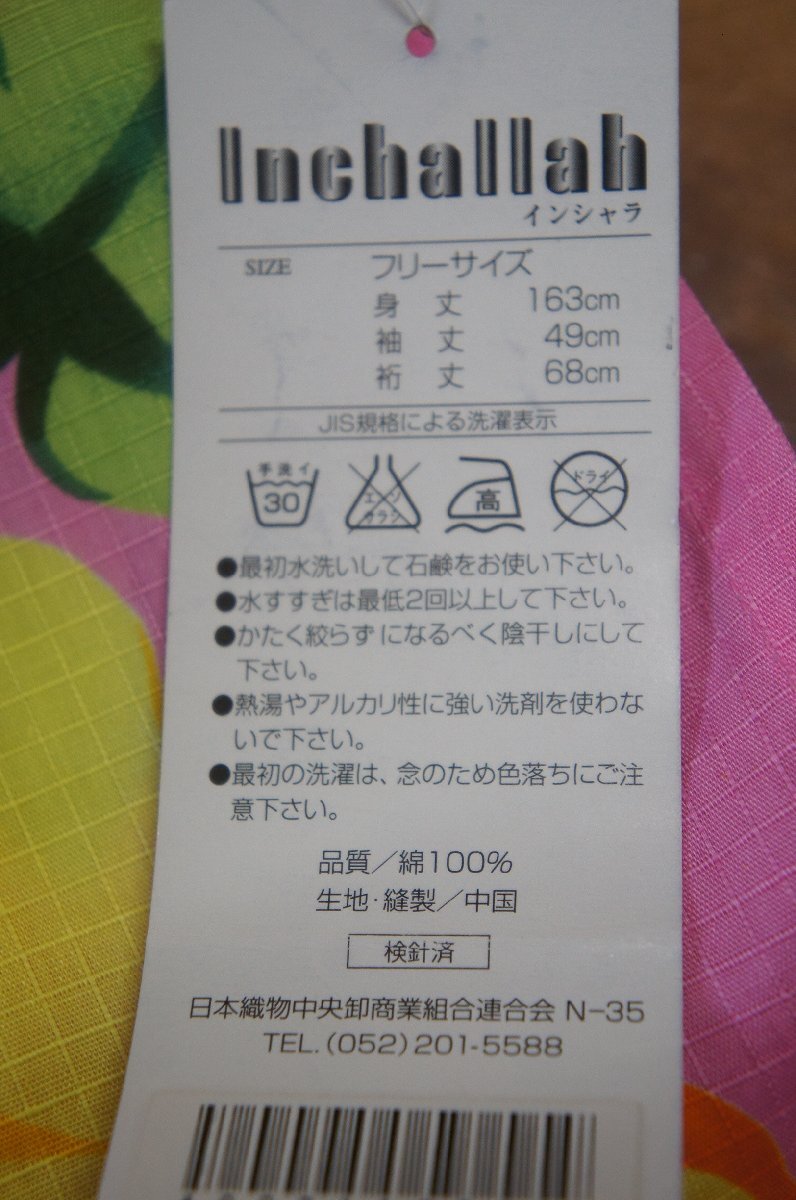 Inchallah
インシャラ
SIZE フリーサイズ
身 丈 163cm
袖 丈 49cm
裄 丈 68cm
JIS規格による洗濯表示
手洗イ 30 エンソサラシ 高 ドライ
●最初水洗いして石鹸をお使い下さい。
●水すすぎは最低2回以上して下さい。
●かたく絞らずになるべく陰干しにして
下さい。
●熱湯やアルカリ性に強い洗剤を使わな
いで下さい。
●最初の洗濯は、念のため色落ちにご注
意下さい。
品質／綿100％
生地・縫製／中国
検針済
日本織物中央卸商業組合連合会 N-35
TEL.(052)201-5588